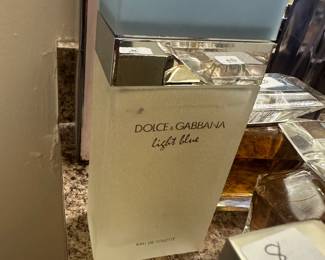 DOLCE & GABBANA
light blue
EAU DE TOILETTE